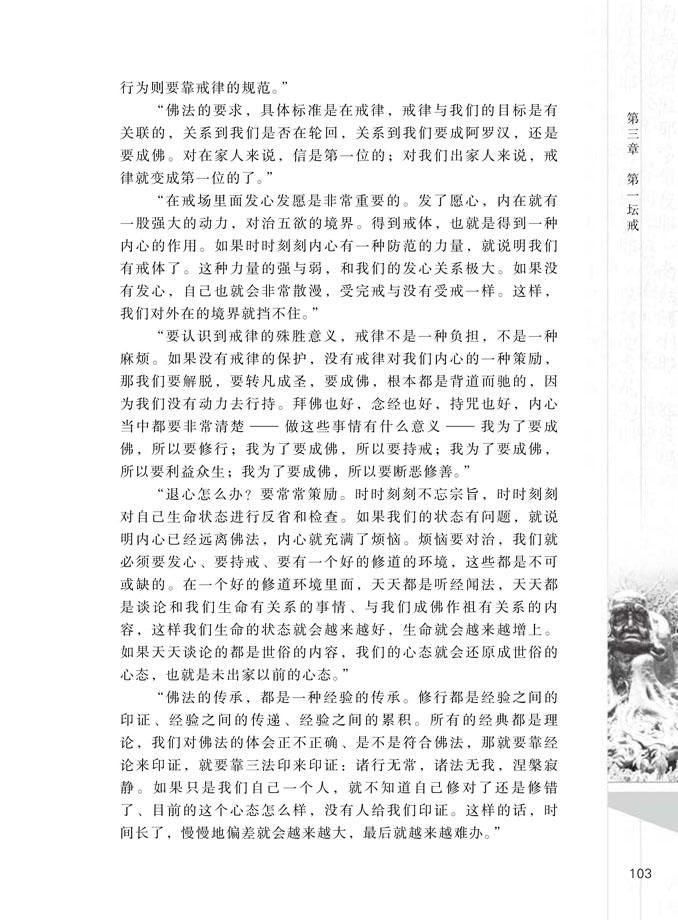 行为则要靠戒律的规范。”
“佛法的要求，具体标准是在戒律，戒律与我们的目标是有
关联的，关系到我们是否在轮回，关系到我们要成阿罗汉，还是
要成佛。对在家人来说，信是第一位的；对我们出家人来说，戒
律就变成第一位的了。”
“在戒场里面发心发愿是非常重要的。发了愿心，内在就有
一股强大的动力，对治五欲的境界。得到戒体，也就是得到一种
内心的作用。如果时时刻刻内心有一种防范的力量，就说明我们
有戒体了。这种力量的强与弱，和我们的发心关系极大。如果没
有发心，自己也就会非常散漫，受完戒与没有受戒一样。这样，
我们对外在的境界就挡不住。”
“要认识到戒律的殊胜意义，戒律不是一种负担，不是一种
麻烦。如果没有戒律的保护，没有戒律对我们内心的一种策励，
那我们要解脱，要转凡成圣，要成佛，根本都是背道而驰的，因
为我们没有动力去行持。拜佛也好，念经也好，持咒也好，内心
当中都要非常清楚 —— 做这些事情有什么意义 —— 我为了要成
佛，所以要修行；我为了要成佛，所以要持戒；我为了要成佛，
所以要利益众生；我为了要成佛，所以要断恶修善。”
“退心怎么办？要常常策励。时时刻刻不忘宗旨，时时刻刻
对自己生命状态进行反省和检查。如果我们的状态有问题，就说
明内心已经远离佛法，内心就充满了烦恼。烦恼要对治，我们就
必须要发心、要持戒、要有一个好的修道的环境，这些都是不可
或缺的。在一个好的修道环境里面，天天都是听经闻法，天天都
是谈论和我们生命有关系的事情、与我们成佛作祖有关系的内
容，这样我们生命的状态就会越来越好，生命就会越来越增上。
如果天天谈论的都是世俗的内容，我们的心态就会还原成世俗的
心态，也就是未出家以前的心态。”
“佛法的传承，都是一种经验的传承。修行都是经验之间的
印证、经验之间的传递、经验之间的累积。所有的经典都是理
论，我们对佛法的体会正不正确、是不是符合佛法，那就要靠经
论来印证，就要靠三法印来印证：诸行无常，诸法无我，涅槃寂
静。如果只是我们自己一个人，就不知道自己修对了还是修错
了、目前的这个心态怎么样，没有人给我们印证。这样的话，时
间长了，慢慢地偏差就会越来越大，最后就越来越难办。”
第三章 第一坛戒
103